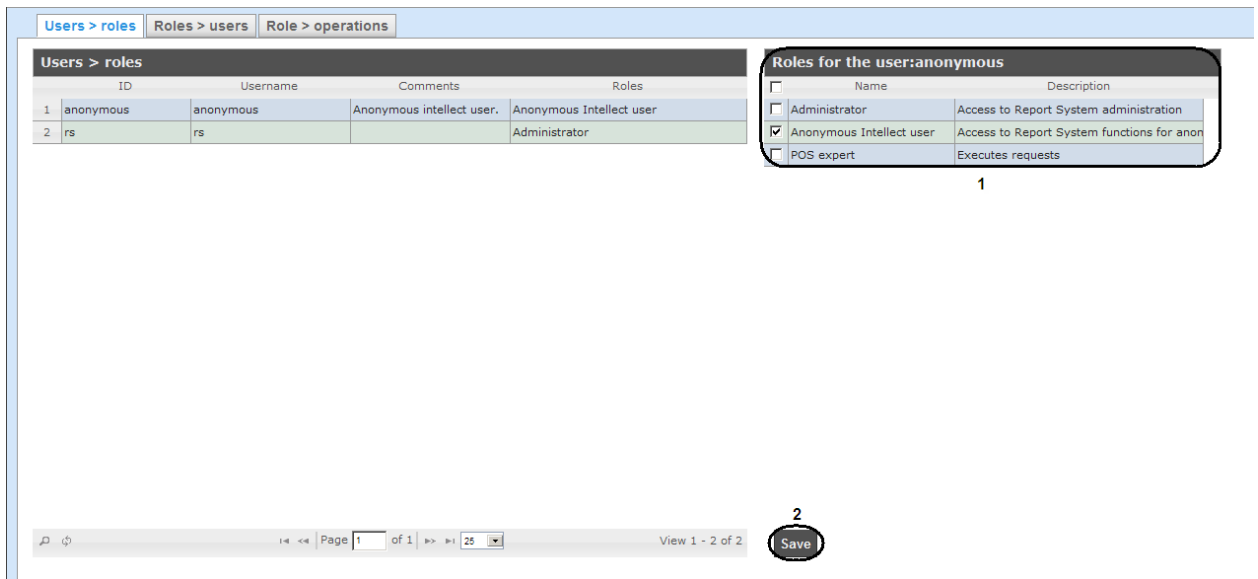 Users > roles Roles > users Role > operations
Users > roles
ID Username Comments Roles
1 anonymous anonymous Anonymous intellect user. Anonymous Intellect user
2 rs rs Administrator
Roles for the user:anonymous
Name Description
Administrator Access to Report System administration
Anonymous Intellect user Access to Report System functions for anon
POS expert Executes requests
1
Page 1 of 1 25 View 1 - 2 of 2
2
Save